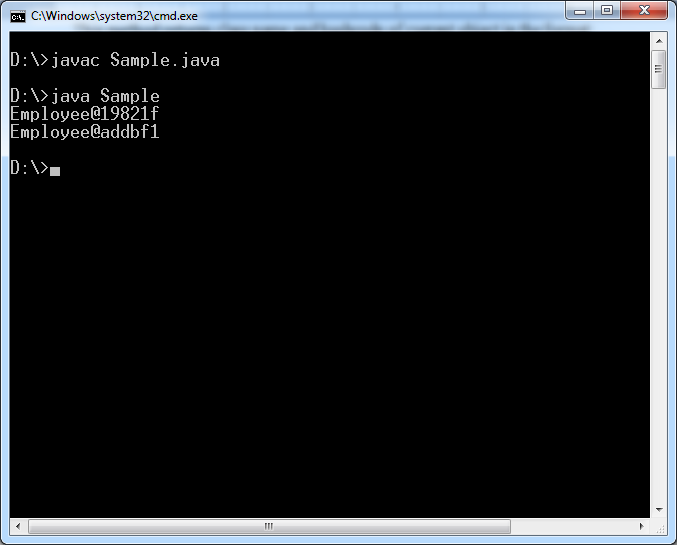 C:\Windows\system32\cmd.exe
D:\>javac Sample.java
D:\>java Sample
Employee@19821f
Employee@addbf1
D:\>